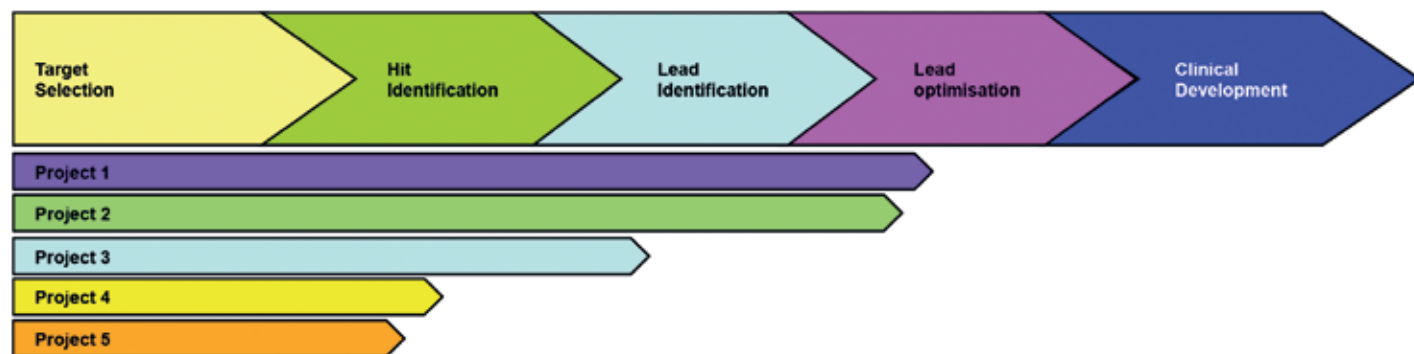 Target
Selection
Hit
Identification
Lead
Identification
Lead
optimisation
Clinical
Development
Project 1
Project 2
Project 3
Project 4
Project 5